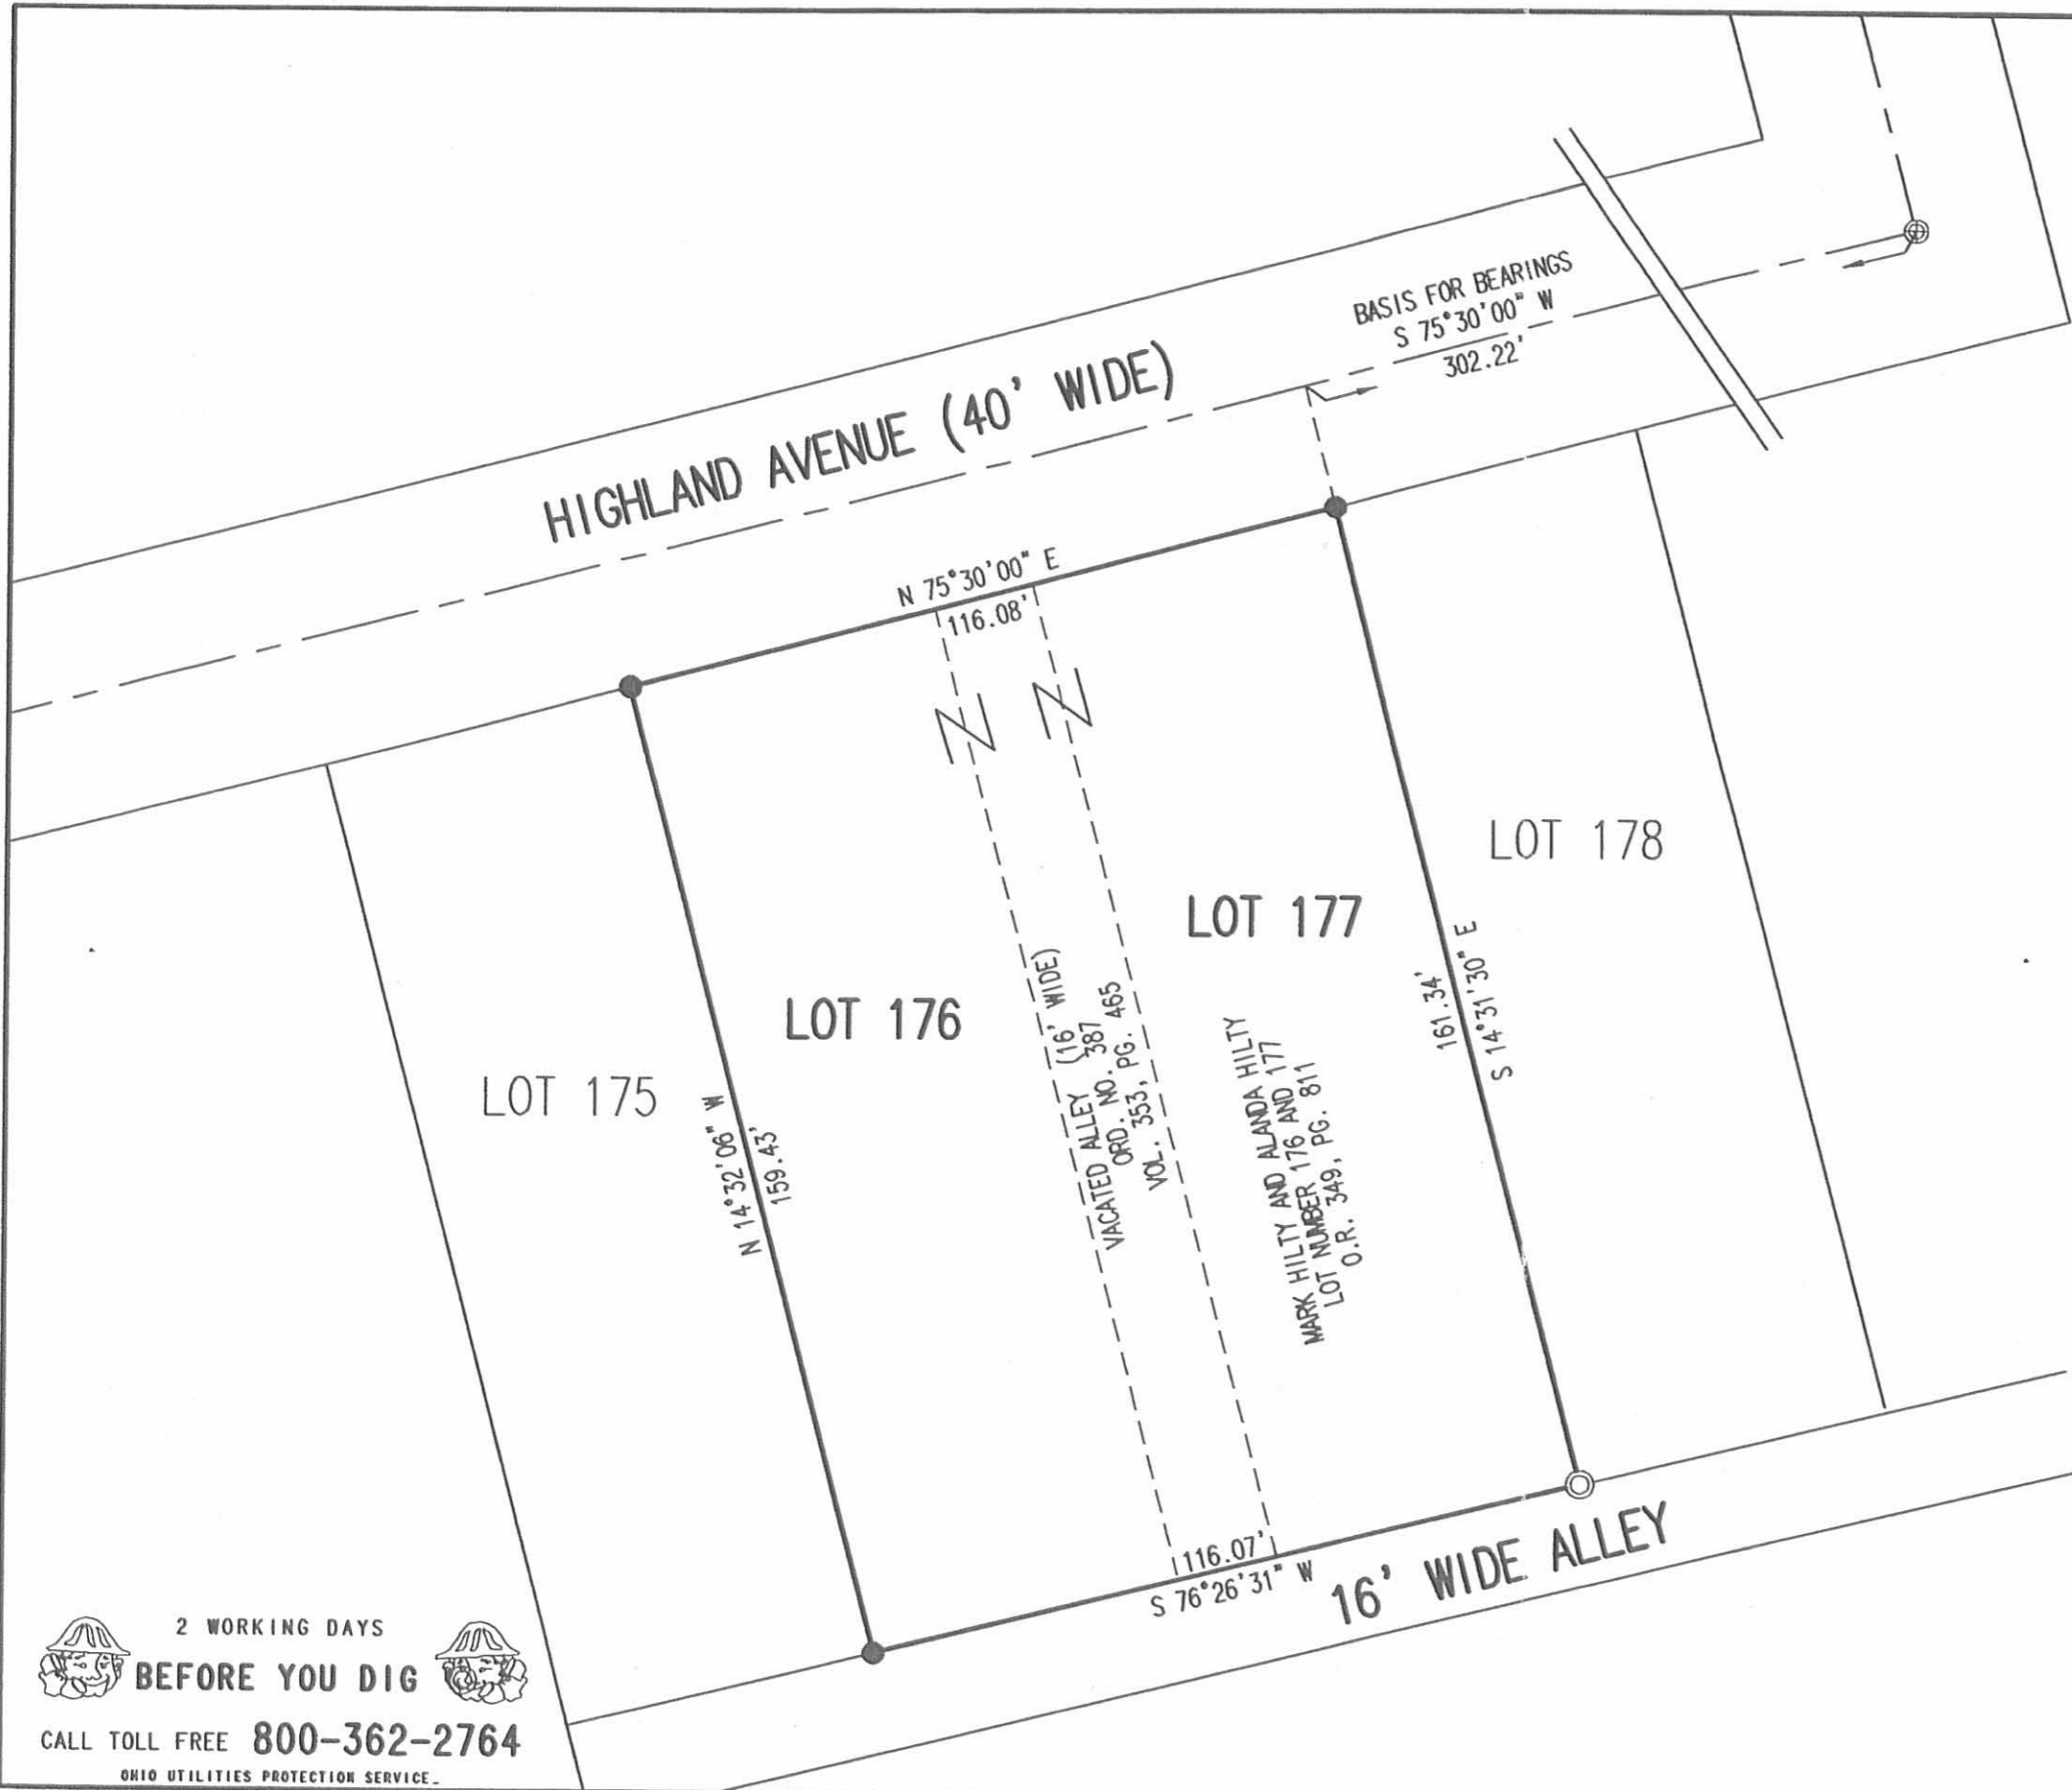 BASIS FOR BEARINGS
S 75°30'00" W
302.22'
HIGHLAND AVENUE (40' WIDE)
N 75°30'00" E
116.08'
LOT 178
LOT 177
LOT 176
LOT 175
161.34'
S 14°31'30" E
N 14°32'06" W
159.43'
VACATED ALLEY (16' WIDE)
ORD. NO. 387
VOL. 353, PG. 465
MARK HILTY AND ALANDA HILTY
LOT NUMBER 176 AND 177
O.R. 349, PG. 811
116.07'
S 76°26'31" W
16' WIDE ALLEY
2 WORKING DAYS
BEFORE YOU DIG
CALL TOLL FREE 800-362-2764
OHIO UTILITIES PROTECTION SERVICE.